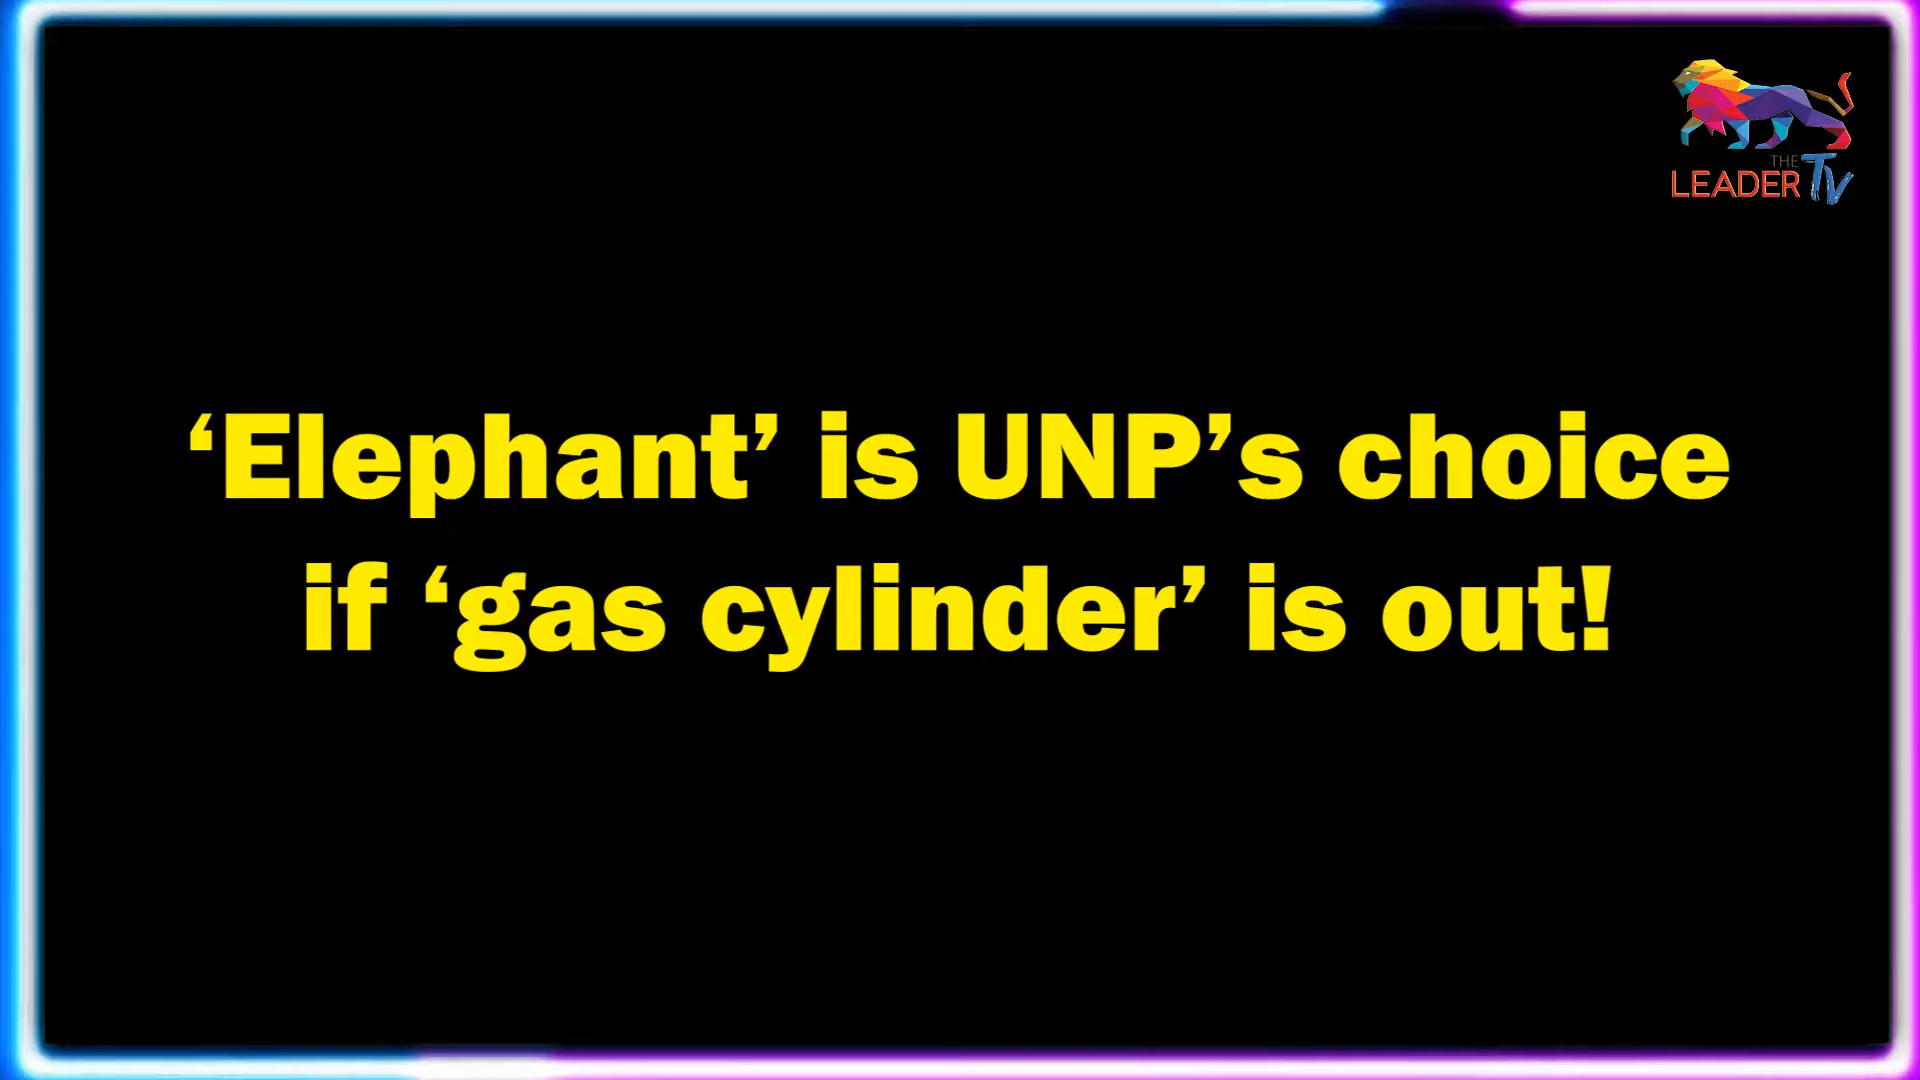 THE
LEADER TV
‘Elephant’ is UNP’s choice
if ‘gas cylinder’ is out!